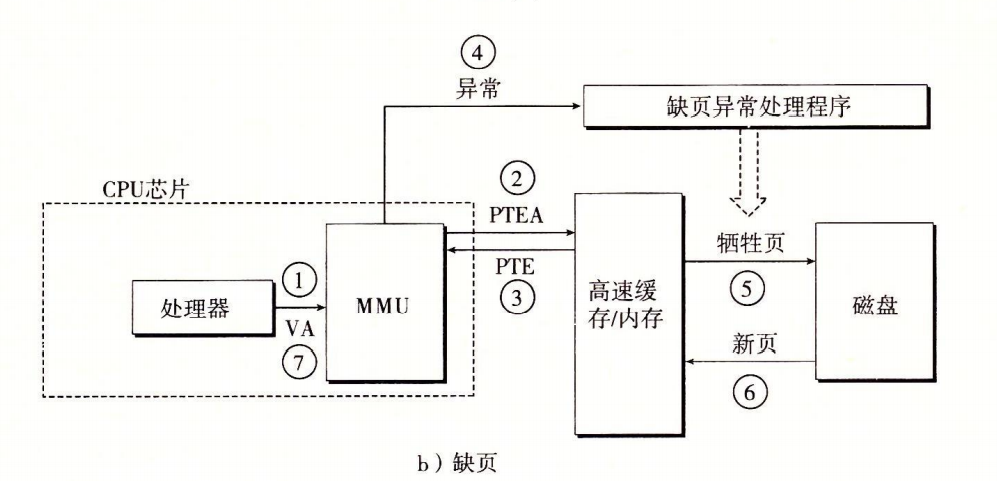 ④
异常
缺页异常处理程序
CPU芯片
②
PTEA
PTE
③
①
处理器
VA
⑦
MMU
高速缓
存/内存
牺牲页
⑤
新页
⑥
磁盘
b）缺页